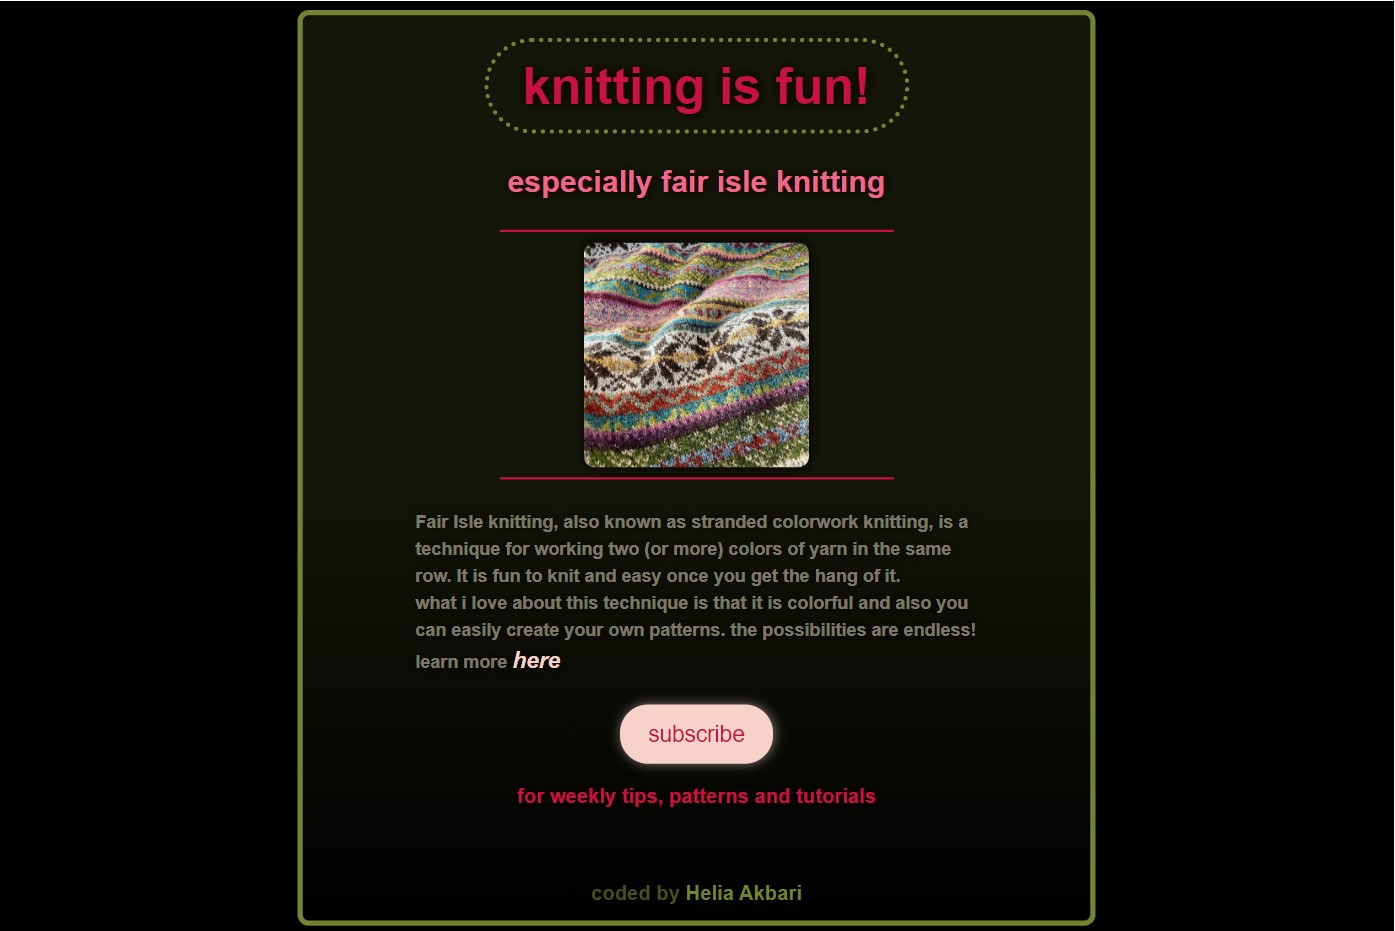 knitting is fun!
especially fair isle knitting
Fair Isle knitting, also known as stranded colorwork knitting, is a
technique for working two (or more) colors of yarn in the same
row. It is fun to knit and easy once you get the hang of it.
what i love about this technique is that it is colorful and also you
can easily create your own patterns. the possibilities are endless!
learn more here
subscribe
for weekly tips, patterns and tutorials
coded by Helia Akbari